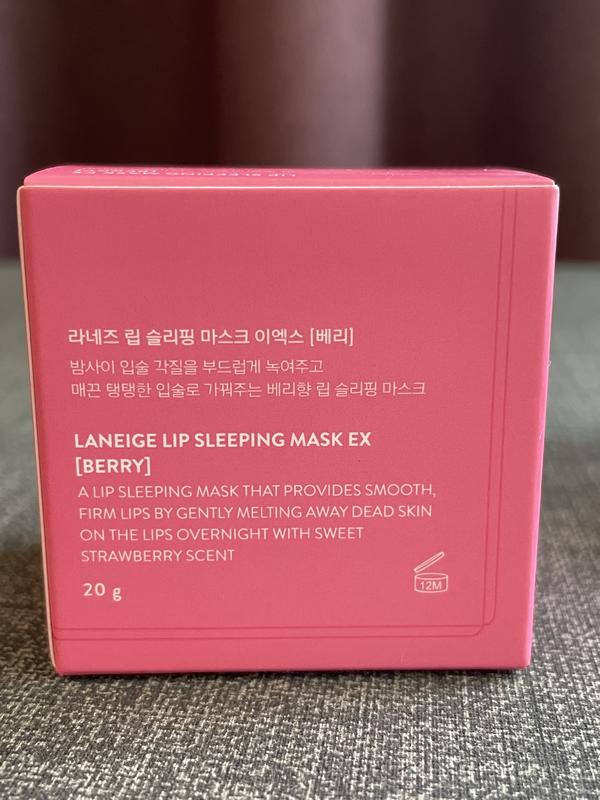 LIP SLEEPING MASK EX
라네즈 립 슬리핑 마스크 이엑스 [베리]
밤사이 입술 각질을 부드럽게 녹여주고
매끈 탱탱한 입술로 가꿔주는 베리향 립 슬리핑 마스크
LANEIGE LIP SLEEPING MASK EX
[BERRY]
A LIP SLEEPING MASK THAT PROVIDES SMOOTH,
FIRM LIPS BY GENTLY MELTING AWAY DEAD SKIN
ON THE LIPS OVERNIGHT WITH SWEET
STRAWBERRY SCENT
20 g
12M